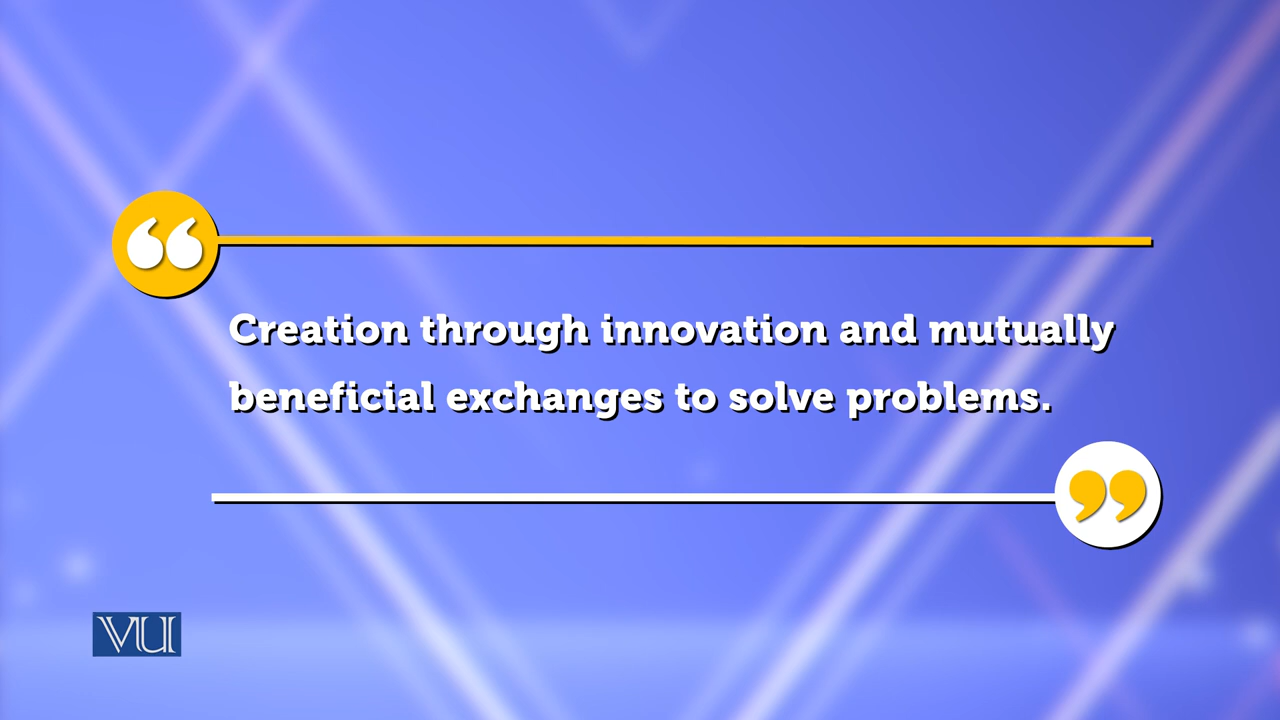 “
Creation through innovation and mutually
beneficial exchanges to solve problems.
”
VU